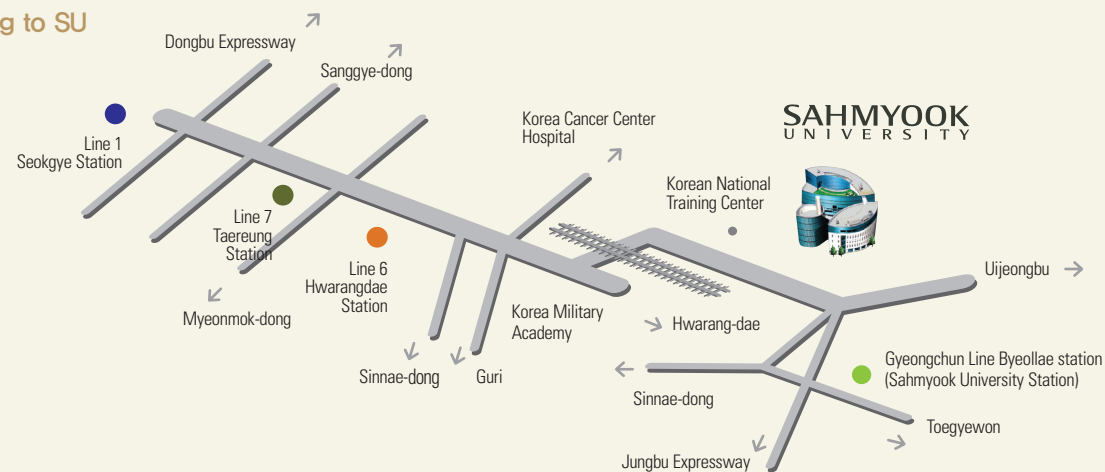 g to SU
Dongbu Expressway
Sanggye-dong
Line 1
Seokgye Station
Korea Cancer Center
Hospital
SAHMYOOK
UNIVERSITY
Korean National
Training Center
Line 7
Taereung
Station
Line 6
Hwarangdae
Station
Myeonmok-dong
Uijeongbu
Korea Military
Academy
Hwarang-dae
Sinnae-dong
Guri
Gyeongchun Line Byeollae station
(Sahmyook University Station)
Sinnae-dong
Toegyewon
Jungbu Expressway